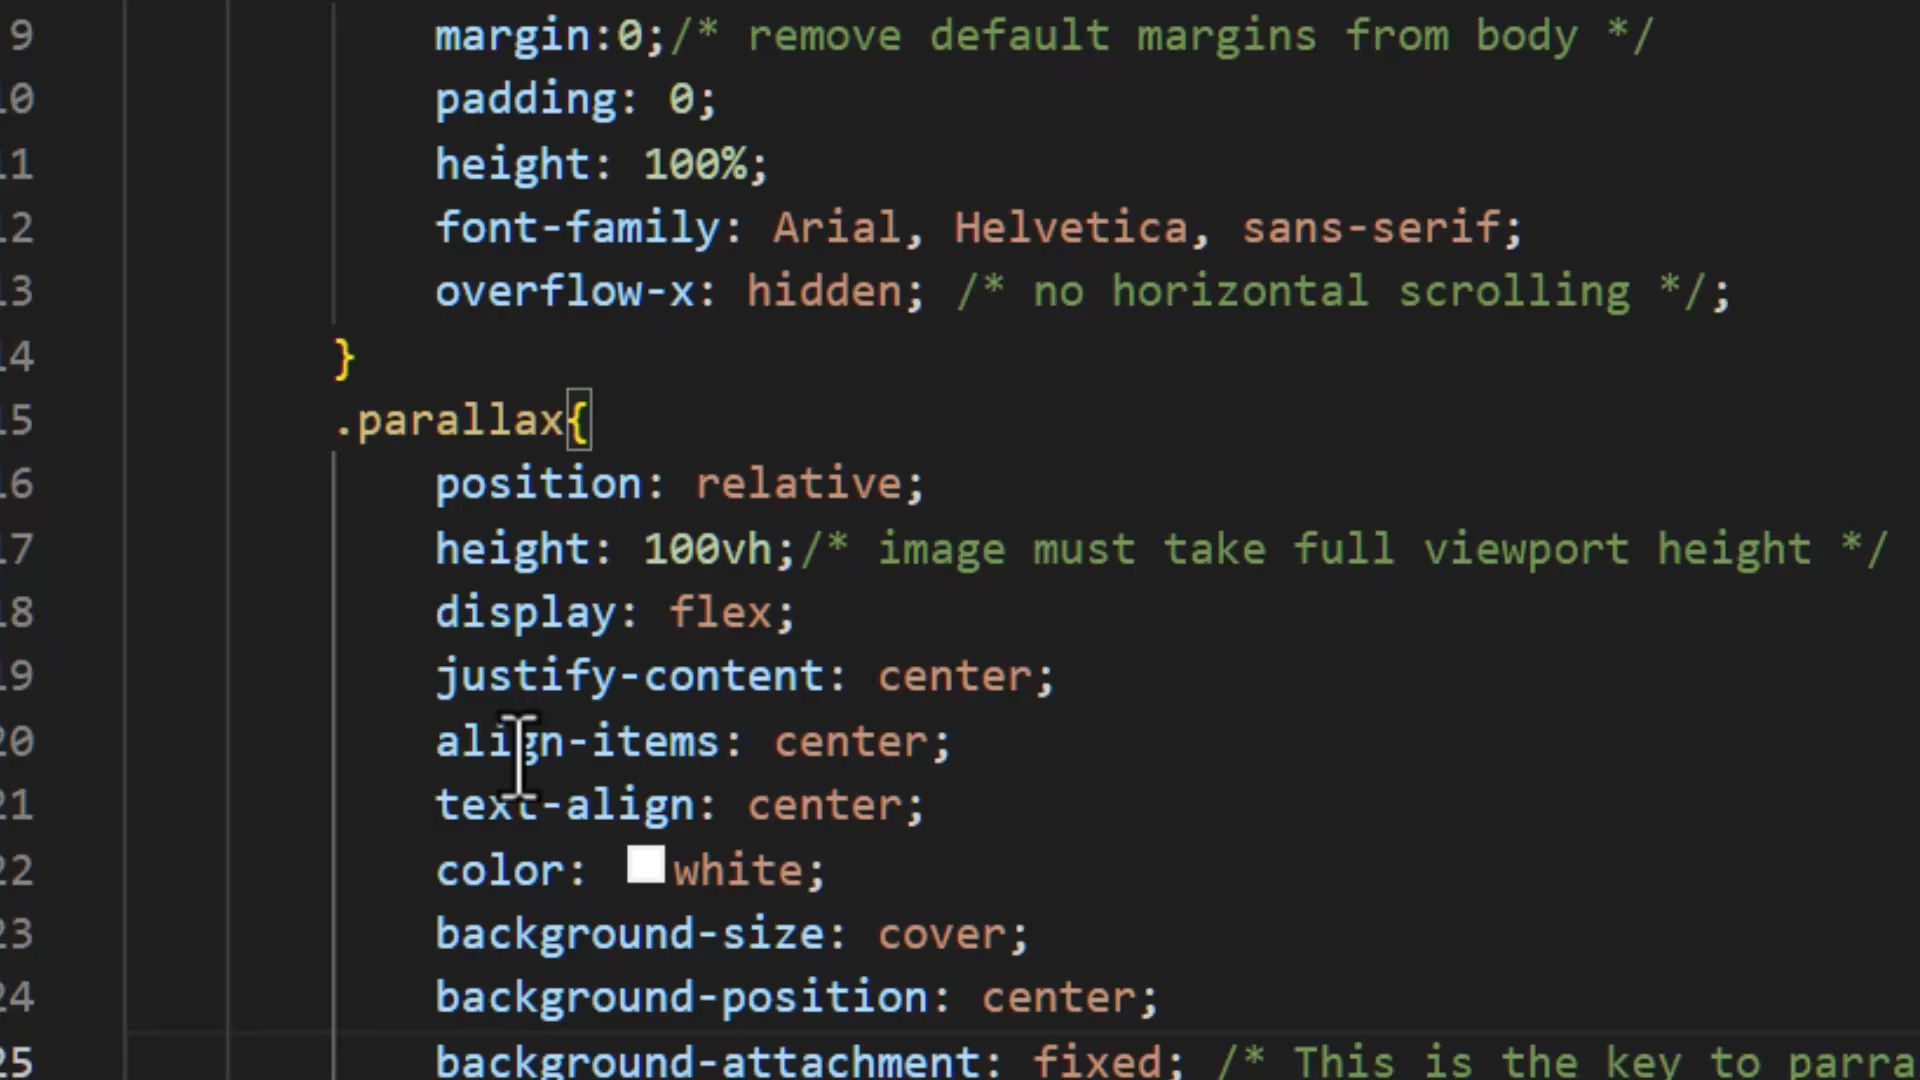 9 margin:0;/* remove default margins from body */
10 padding: 0;
11 height: 100%;
12 font-family: Arial, Helvetica, sans-serif;
13 overflow-x: hidden; /* no horizontal scrolling */;
14 }
15 .parallax{
16 position: relative;
17 height: 100vh;/* image must take full viewport height */
18 display: flex;
19 justify-content: center;
20 align-items: center;
21 text-align: center;
22 color: white;
23 background-size: cover;
24 background-position: center;
25 background-attachment: fixed; /* This is the key to parra